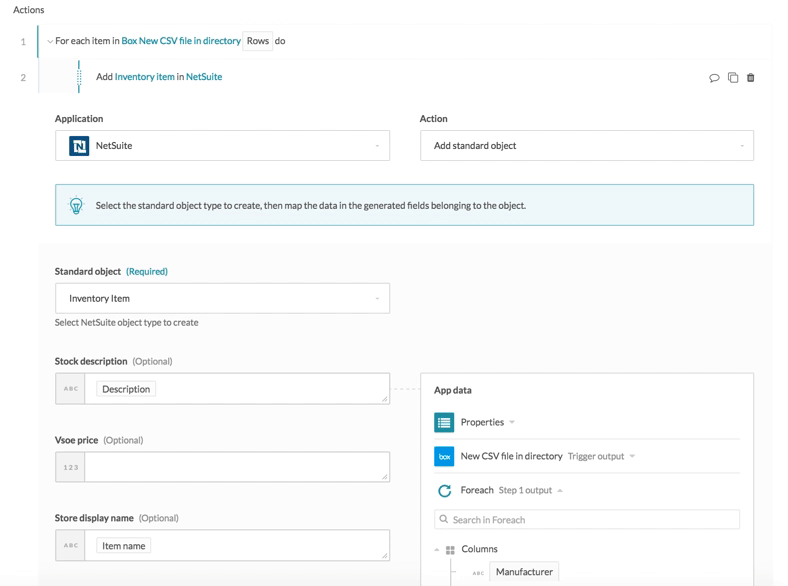 Actions
1 For each item in Box New CSV file in directory Rows do
2 Add Inventory item in NetSuite
Application Action
N NetSuite Add standard object
Select the standard object type to create, then map the data in the generated fields belonging to the object.
Standard object (Required)
Inventory Item
Select NetSuite object type to create
Stock description (Optional)
ABC Description
App data
Properties
Vsoe price (Optional)
box New CSV file in directory Trigger output
123
Foreach Step 1 output
Store display name (Optional)
Search in Foreach
ABC Item name
Columns
ABC Manufacturer